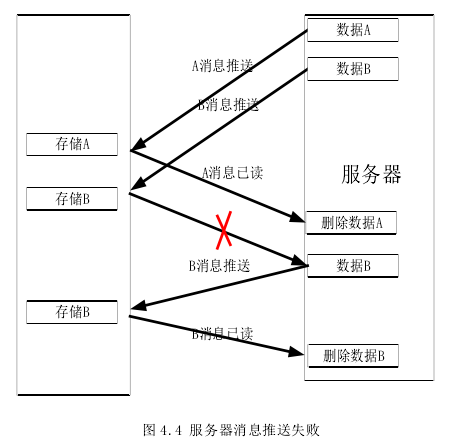 数据A
A消息推送
数据B
B消息推送
存储A
A消息已读
服务器
存储B
删除数据A
B消息推送
数据B
存储B
B消息已读
删除数据B
图 4.4 服务器消息推送失败